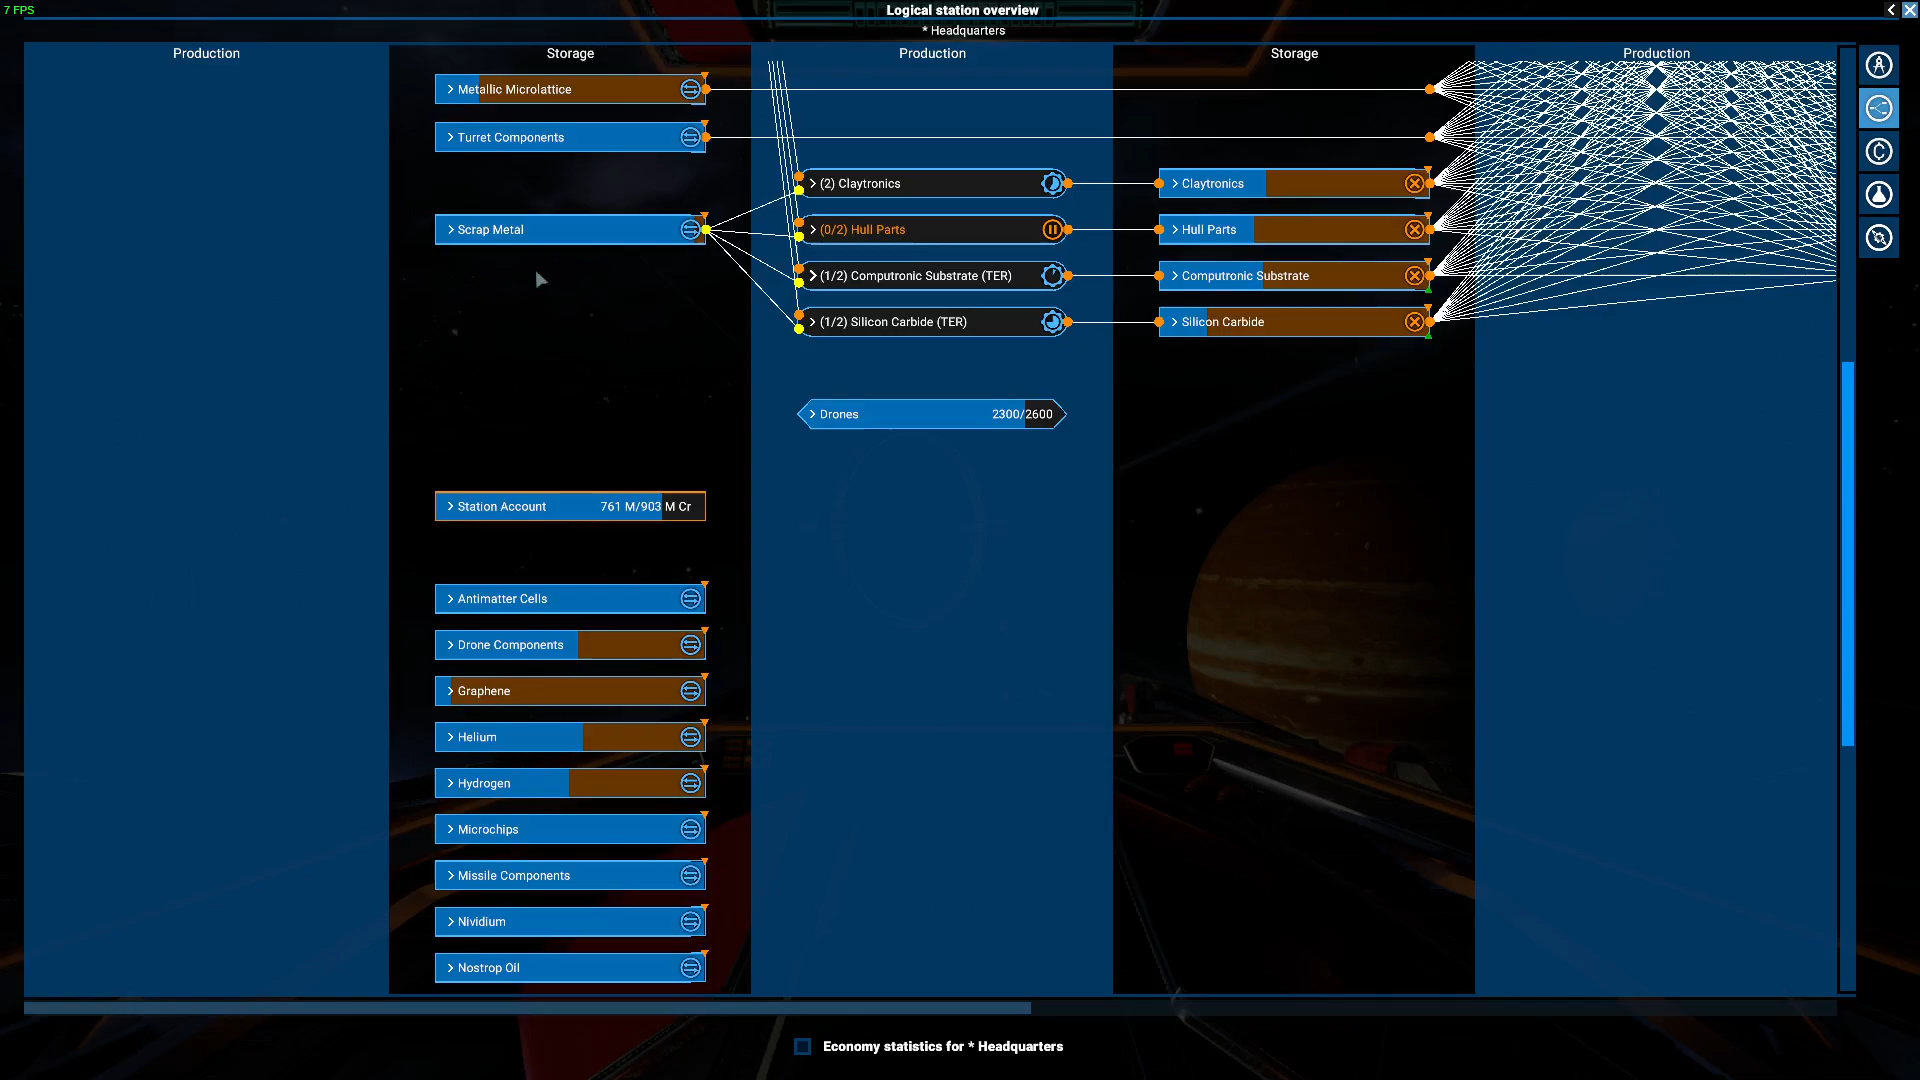 7 FPS
Logical station overview
* Headquarters
Production
Storage
Production
Storage
Production
Metallic Microlattice
Turret Components
(2) Claytronics
Claytronics
Scrap Metal
(0/2) Hull Parts
Hull Parts
(1/2) Computronic Substrate (TER)
Computronic Substrate
(1/2) Silicon Carbide (TER)
Silicon Carbide
Drones 2300/2600
Station Account 761 M/903 M Cr
Antimatter Cells
Drone Components
Graphene
Helium
Hydrogen
Microchips
Missile Components
Nividium
Nostrop Oil
Economy statistics for * Headquarters